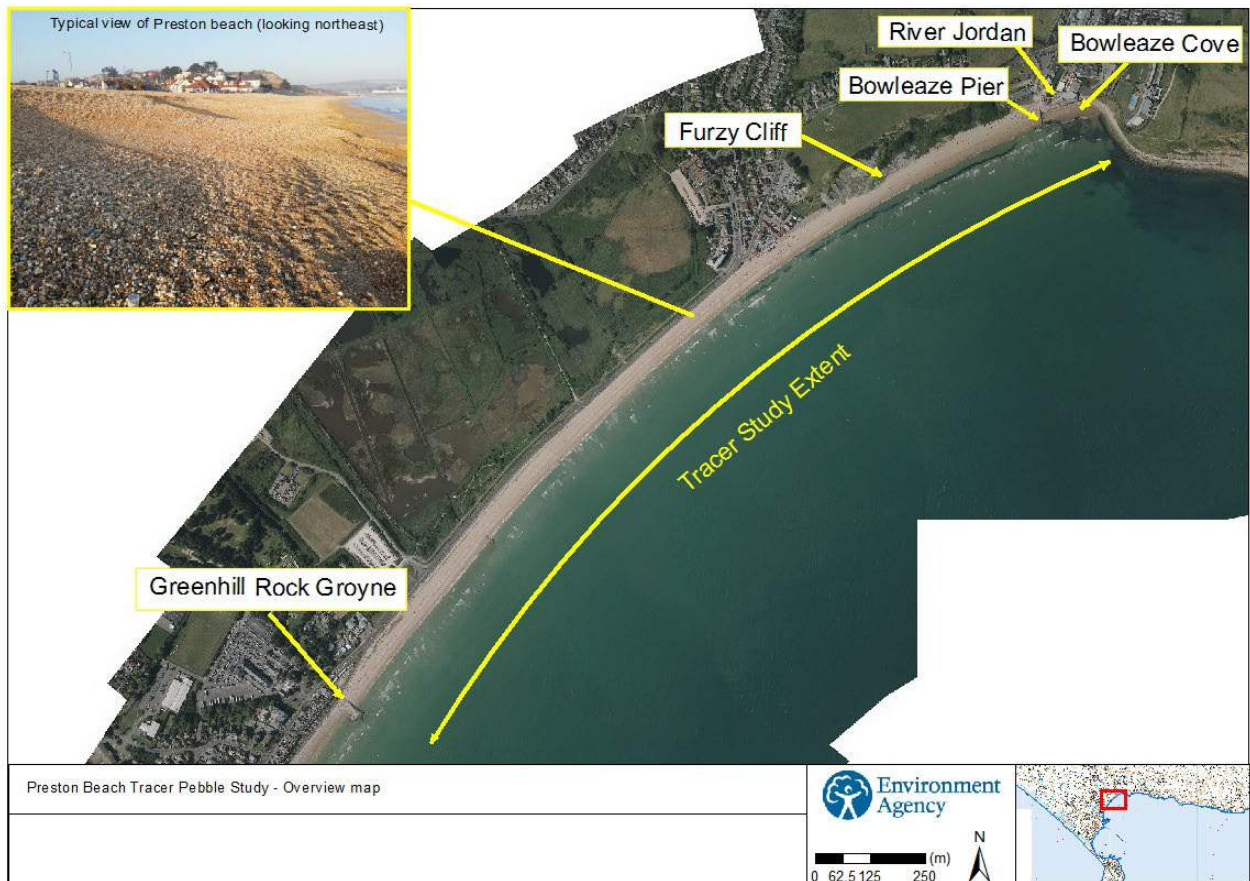 Typical view of Preston beach (looking northeast)
River Jordan
Bowleaze Cove
Bowleaze Pier
Furzy Cliff
Tracer Study Extent
Greenhill Rock Groyne
Preston Beach Tracer Pebble Study - Overview map
Environment
Agency
N
(m)
0 62.5 125 250